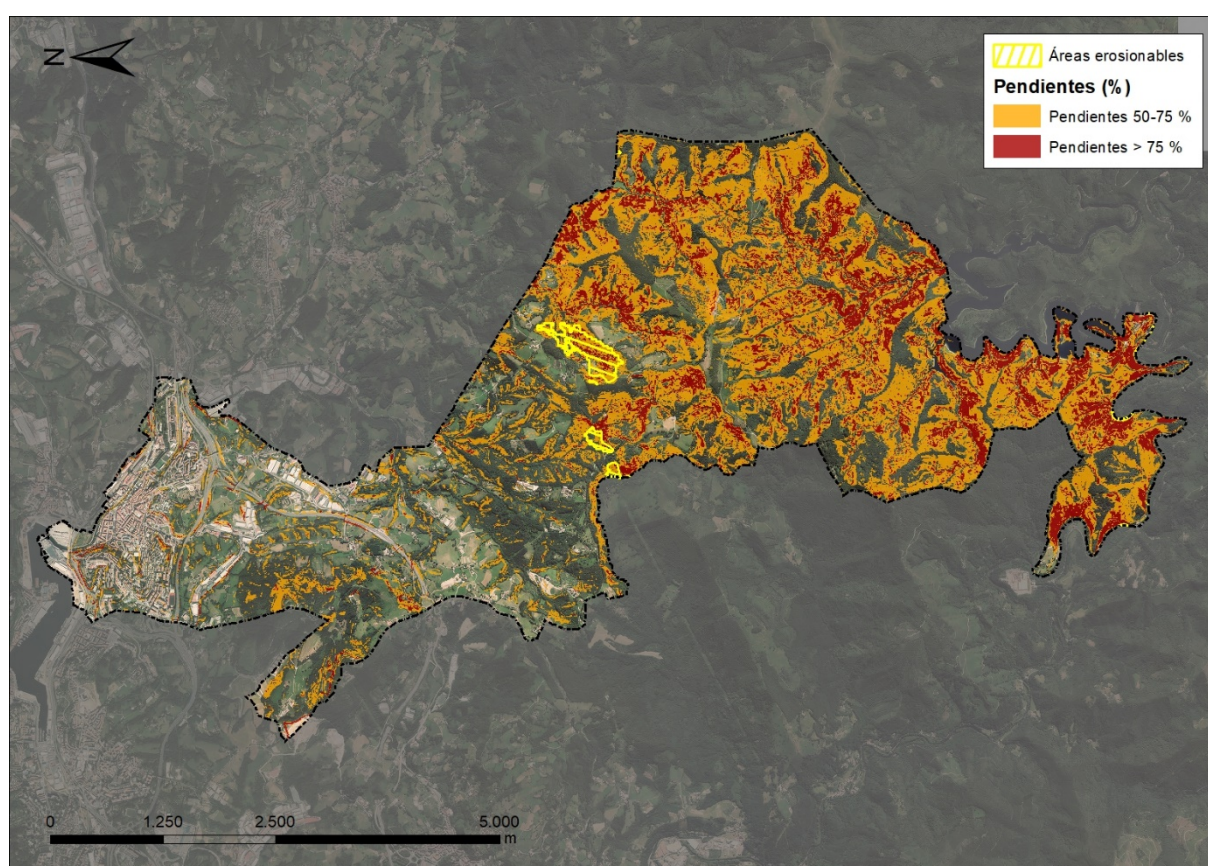 N
Áreas erosionables
Pendientes (%)
Pendientes 50-75 %
Pendientes > 75 %
0 1.250 2.500 5.000
m